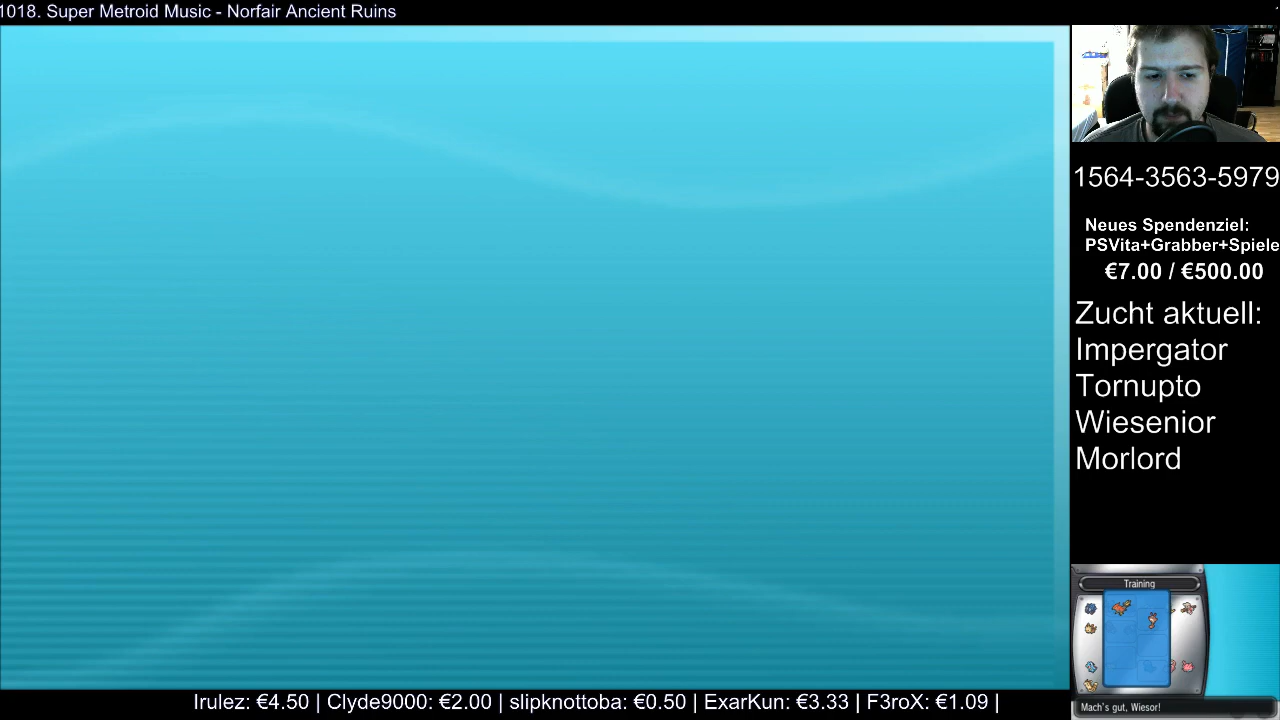 1018. Super Metroid Music - Norfair Ancient Ruins
1564-3563-5979
Neues Spendenziel:
PSVita+Grabber+Spiele
€7.00 / €500.00
Zucht aktuell:
Impergator
Tornupto
Wiesenior
Morlord
Training
Mach's gut, Wiesor!
Irulez: €4.50 | Clyde9000: €2.00 | slipknottoba: €0.50 | ExarKun: €3.33 | F3roX: €1.09 |